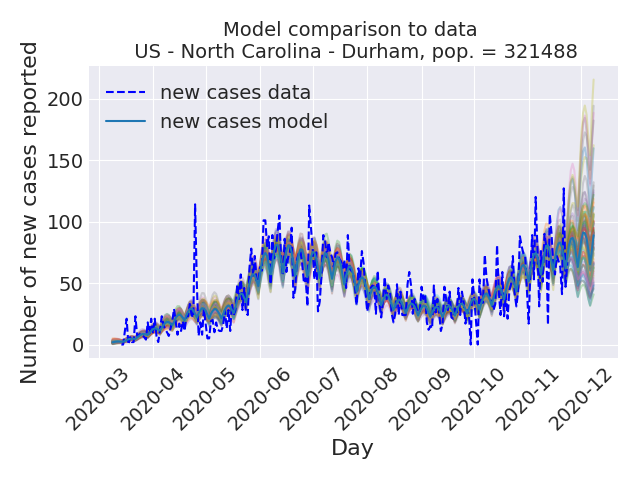 Model comparison to data
US - North Carolina - Durham, pop. = 321488
Number of new cases reported
200
150
100
50
0
new cases data
new cases model
2020-03
2020-04
2020-05
2020-06
2020-07
2020-08
2020-09
2020-10
2020-11
2020-12
Day